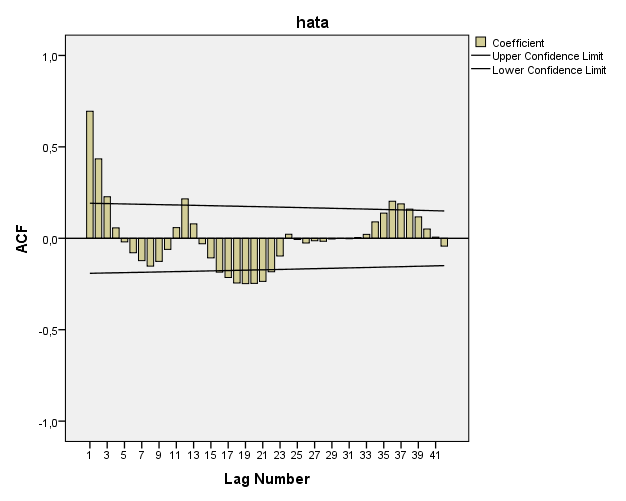 hata
Coefficient
Upper Confidence Limit
Lower Confidence Limit
1,0
0,5
0,0
-0,5
-1,0
ACF
1 3 5 7 9 11 13 15 17 19 21 23 25 27 29 31 33 35 37 39 41
Lag Number